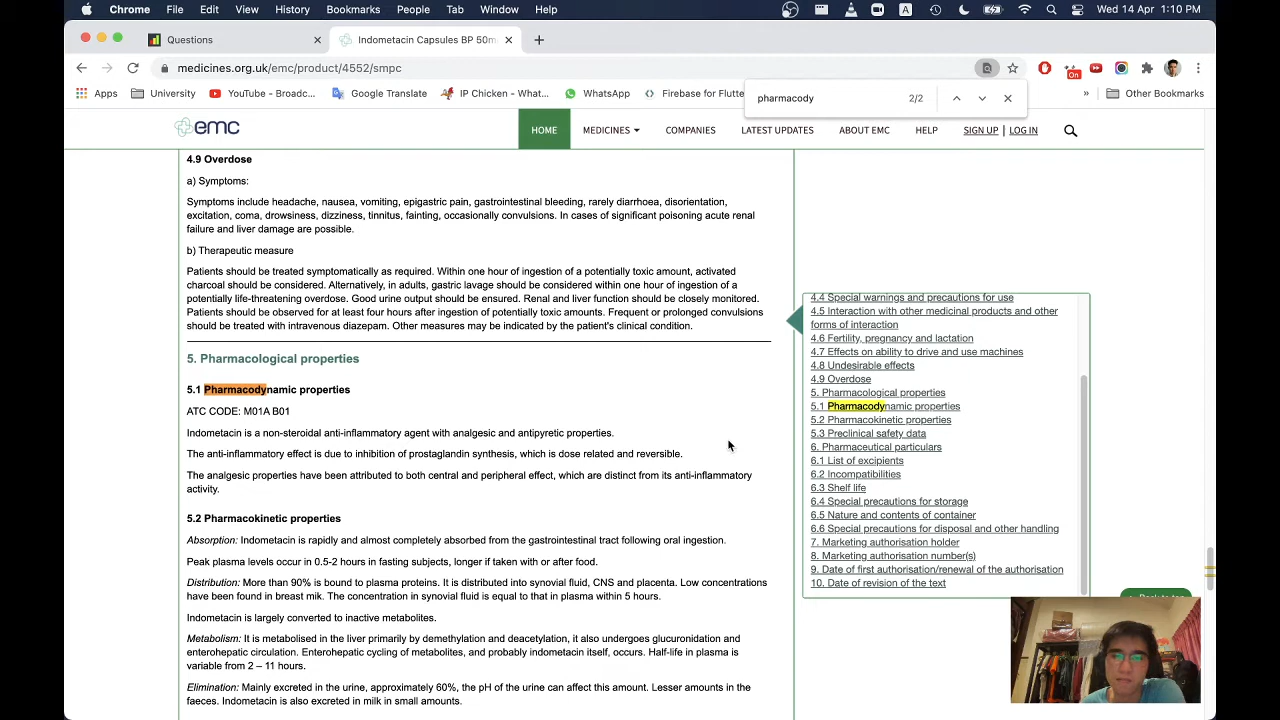 Chrome File Edit View History Bookmarks People Tab Window Help A Wed 14 Apr 1:10 PM
Questions Indometacin Capsules BP 50m
medicines.org.uk/emc/product/4552/smpc On
Apps University YouTube – Broadc... Google Translate IP Chicken - What... WhatsApp Firebase for Flutte » Other Bookmarks
pharmacody 2/2
emc HOME MEDICINES COMPANIES LATEST UPDATES ABOUT EMC HELP SIGN UP | LOG IN
4.9 Overdose
a) Symptoms:
Symptoms include headache, nausea, vomiting, epigastric pain, gastrointestinal bleeding, rarely diarrhoea, disorientation,
excitation, coma, drowsiness, dizziness, tinnitus, fainting, occasionally convulsions. In cases of significant poisoning acute renal
failure and liver damage are possible.
b) Therapeutic measure
Patients should be treated symptomatically as required. Within one hour of ingestion of a potentially toxic amount, activated
charcoal should be considered. Alternatively, in adults, gastric lavage should be considered within one hour of ingestion of a
potentially life-threatening overdose. Good urine output should be ensured. Renal and liver function should be closely monitored.
Patients should be observed for at least four hours after ingestion of potentially toxic amounts. Frequent or prolonged convulsions
should be treated with intravenous diazepam. Other measures may be indicated by the patient's clinical condition.
5. Pharmacological properties
5.1 Pharmacodynamic properties
ATC CODE: M01A B01
Indometacin is a non-steroidal anti-inflammatory agent with analgesic and antipyretic properties.
The anti-inflammatory effect is due to inhibition of prostaglandin synthesis, which is dose related and reversible.
The analgesic properties have been attributed to both central and peripheral effect, which are distinct from its anti-inflammatory
activity.
5.2 Pharmacokinetic properties
Absorption: Indometacin is rapidly and almost completely absorbed from the gastrointestinal tract following oral ingestion.
Peak plasma levels occur in 0.5-2 hours in fasting subjects, longer if taken with or after food.
Distribution: More than 90% is bound to plasma proteins. It is distributed into synovial fluid, CNS and placenta. Low concentrations
have been found in breast mik. The concentration in synovial fluid is equal to that in plasma within 5 hours.
Indometacin is largely converted to inactive metabolites.
Metabolism: It is metabolised in the liver primarily by demethylation and deacetylation, it also undergoes glucuronidation and
enterohepatic circulation. Enterohepatic cycling of metabolites, and probably indometacin itself, occurs. Half-life in plasma is
variable from 2 – 11 hours.
Elimination: Mainly excreted in the urine, approximately 60%, the pH of the urine can affect this amount. Lesser amounts in the
faeces. Indometacin is also excreted in milk in small amounts.
4.4 Special warnings and precautions for use
4.5 Interaction with other medicinal products and other
forms of interaction
4.6 Fertility, pregnancy and lactation
4.7 Effects on ability to drive and use machines
4.8 Undesirable effects
4.9 Overdose
5. Pharmacological properties
5.1 Pharmacodynamic properties
5.2 Pharmacokinetic properties
5.3 Preclinical safety data
6. Pharmaceutical particulars
6.1 List of excipients
6.2 Incompatibilities
6.3 Shelf life
6.4 Special precautions for storage
6.5 Nature and contents of container
6.6 Special precautions for disposal and other handling
7. Marketing authorisation holder
8. Marketing authorisation number(s)
9. Date of first authorisation/renewal of the authorisation
10. Date of revision of the text